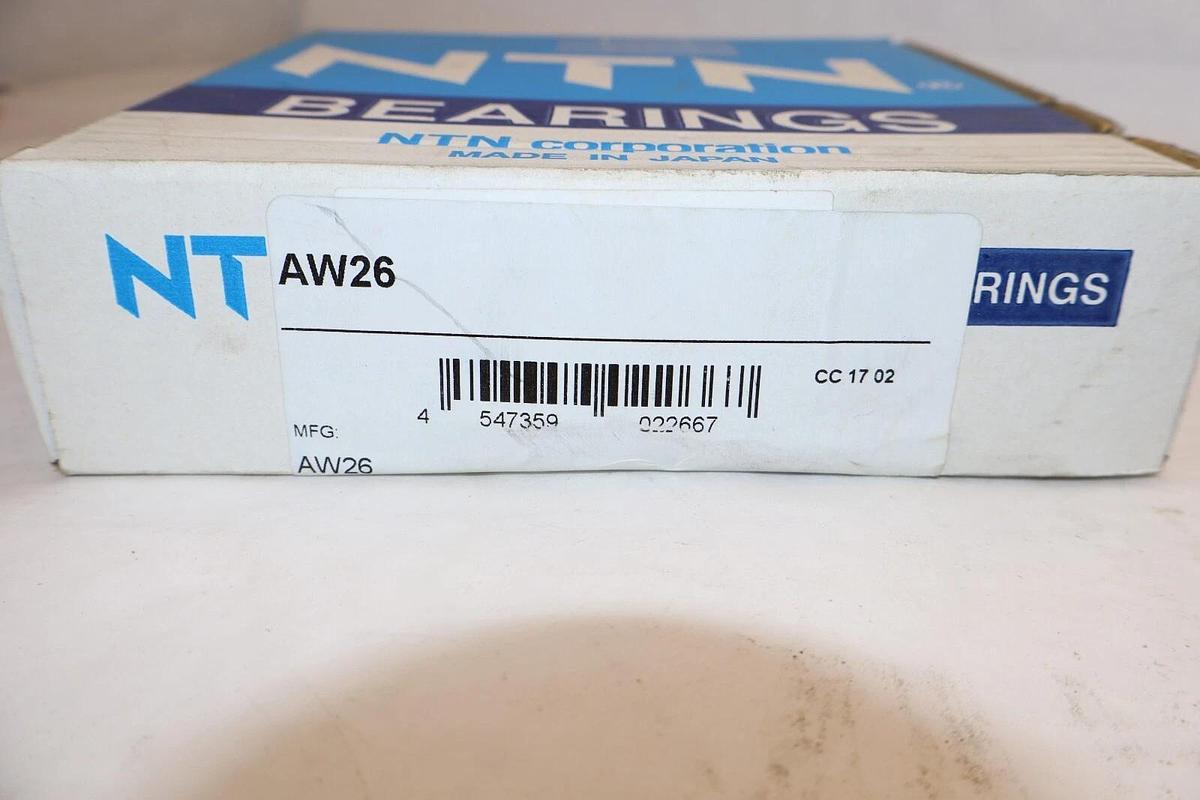 NTN
BEARINGS
NTN corporation
MADE IN JAPAN
NT
RINGS
AW26
CC 17 02
4 547359 022667
MFG:
AW26